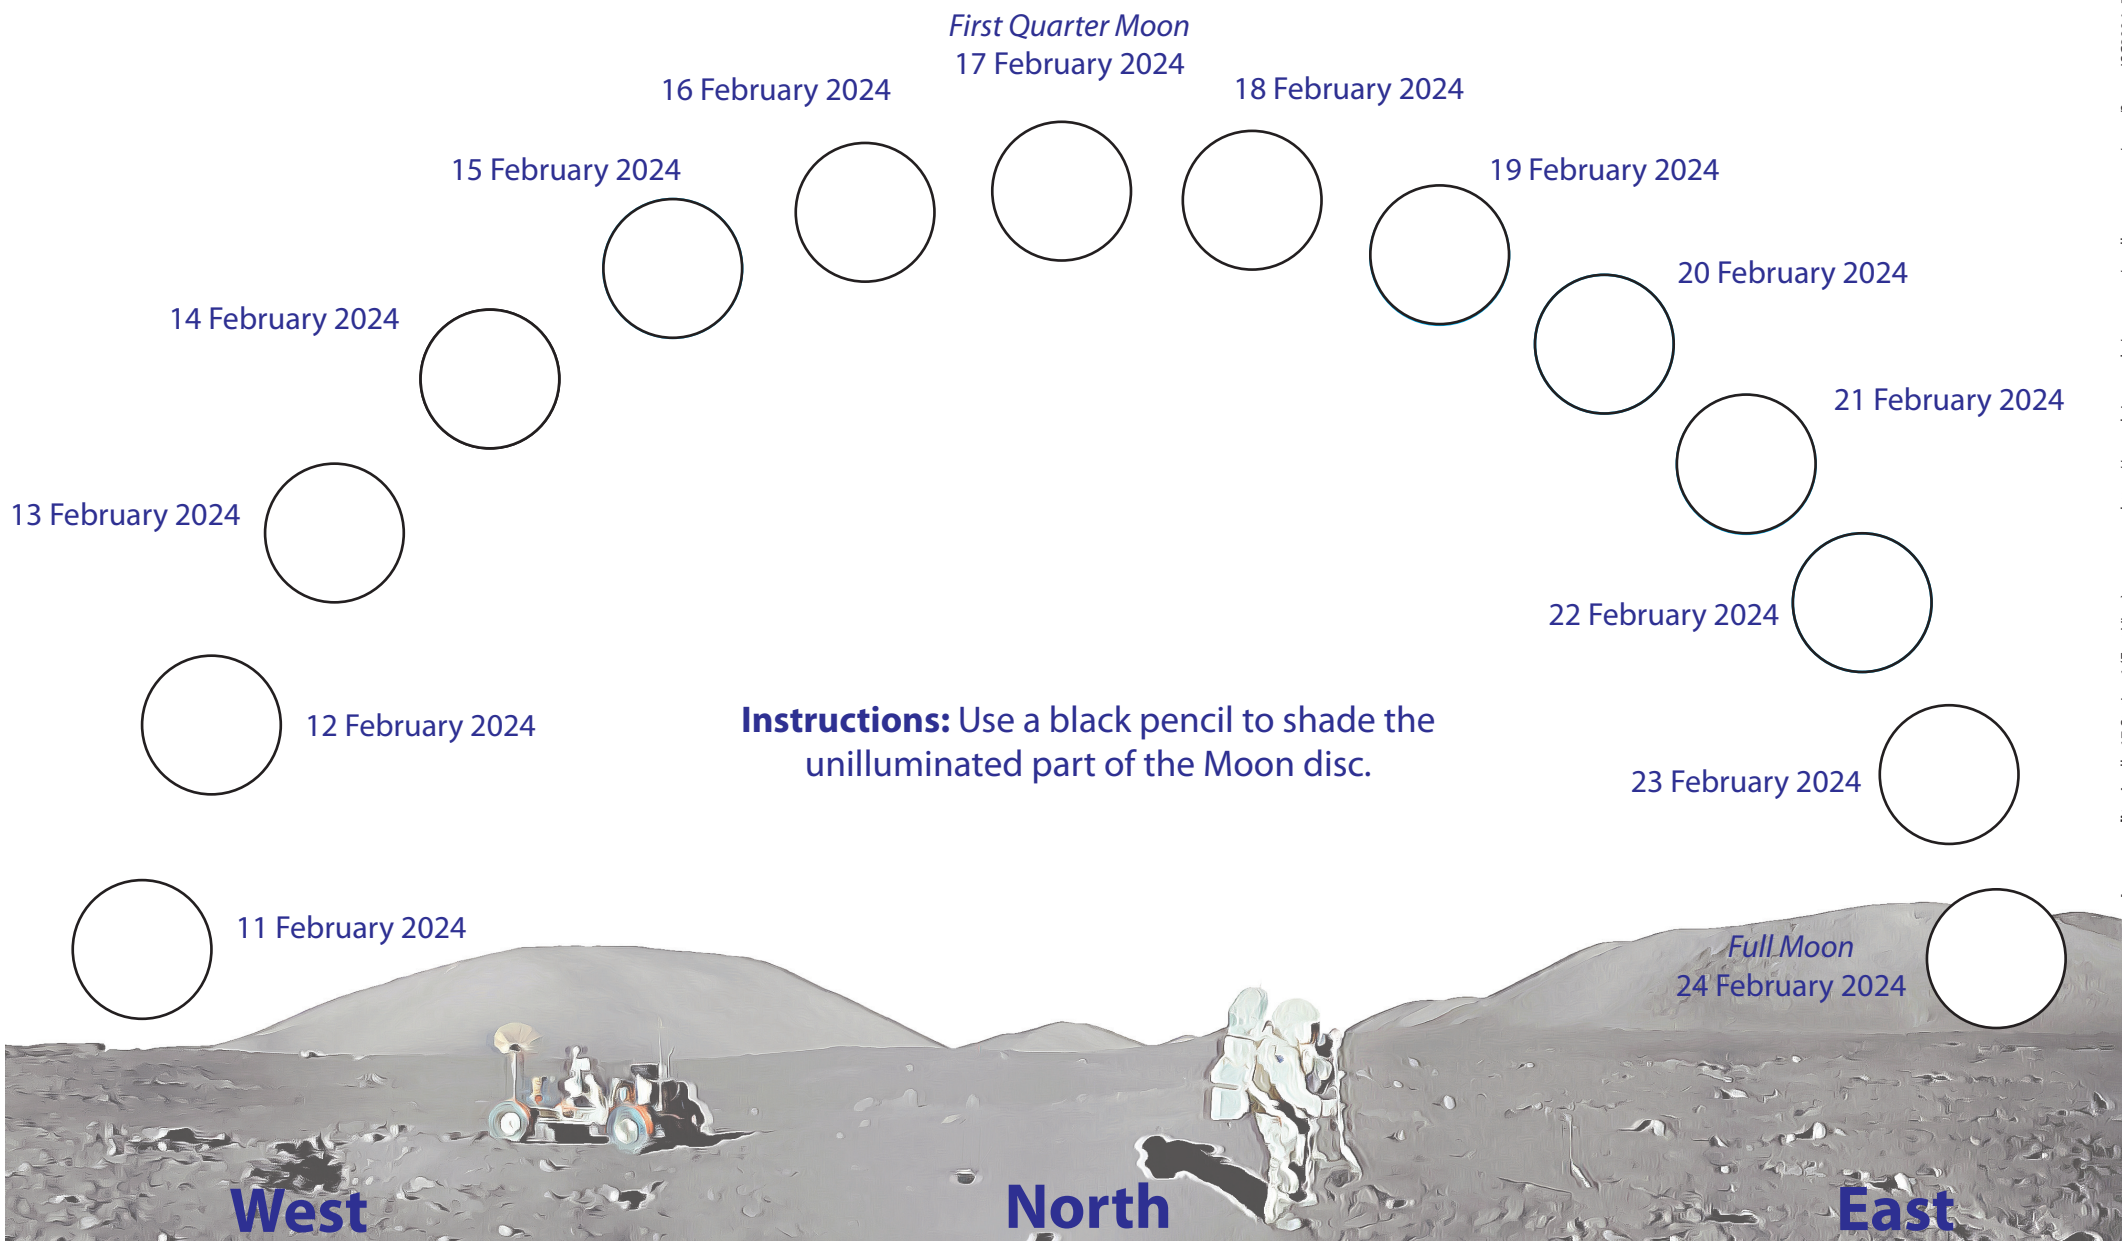 First Quarter Moon
17 February 2024
16 February 2024
18 February 2024
15 February 2024
19 February 2024
14 February 2024
20 February 2024
13 February 2024
21 February 2024
12 February 2024
22 February 2024
Instructions: Use a black pencil to shade the
unilluminated part of the Moon disc.
23 February 2024
11 February 2024
Full Moon
24 February 2024
West
North
East